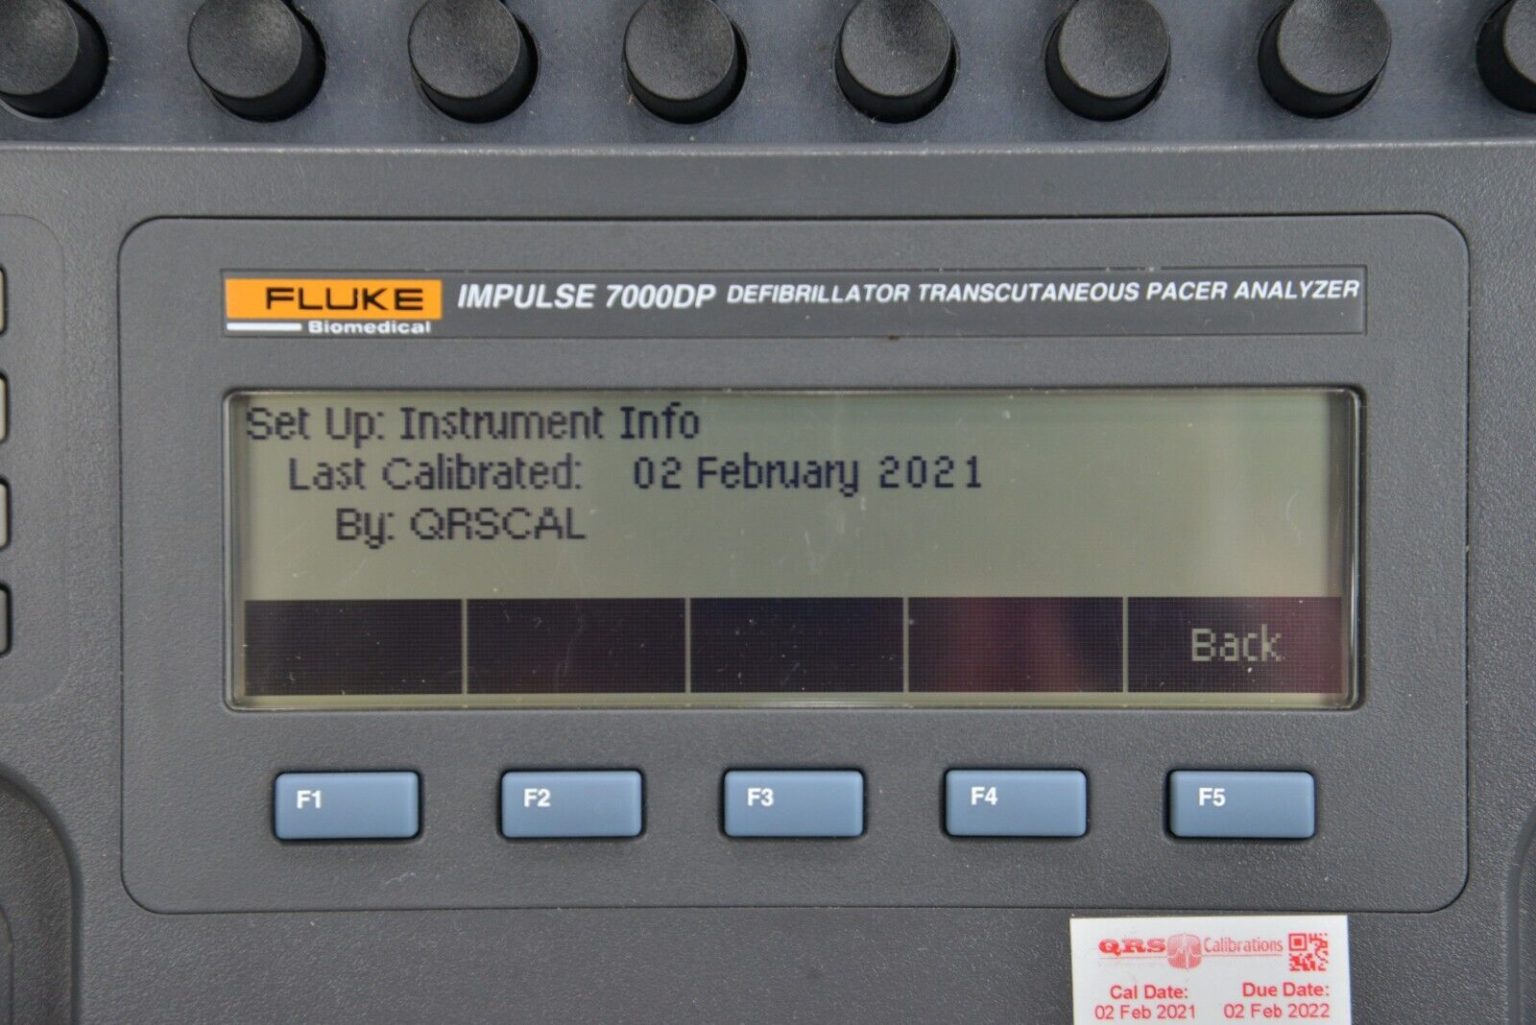 FLUKE
Biomedical
IMPULSE 7000DP DEFIBRILLATOR TRANSCUTANEOUS PACER ANALYZER
Set Up: Instrument Info
Last Calibrated: 02 February 2021
By: QRSCAL
Back
F1 F2 F3 F4 F5
QRS Calibrations
Cal Date: Due Date:
02 Feb 2021 02 Feb 2022